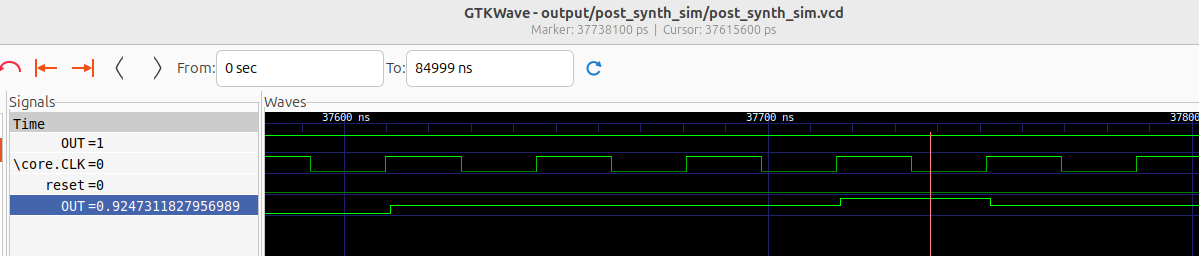 GTKWave - output/post_synth_sim/post_synth_sim.vcd
Marker: 37738100 ps | Cursor: 37615600 ps
From: 0 sec To: 84999 ns
Signals Waves
Time 37600 ns 37700 ns 37800
OUT=1
\core.CLK=0
reset=0
OUT=0.9247311827956989